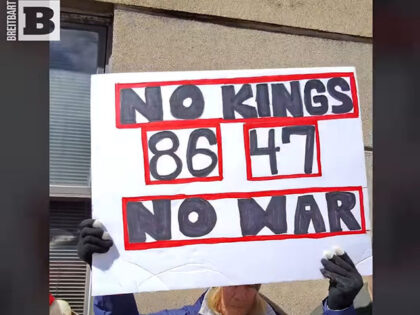 BREITBART
B
NO KINGS
86 47
NO WAR